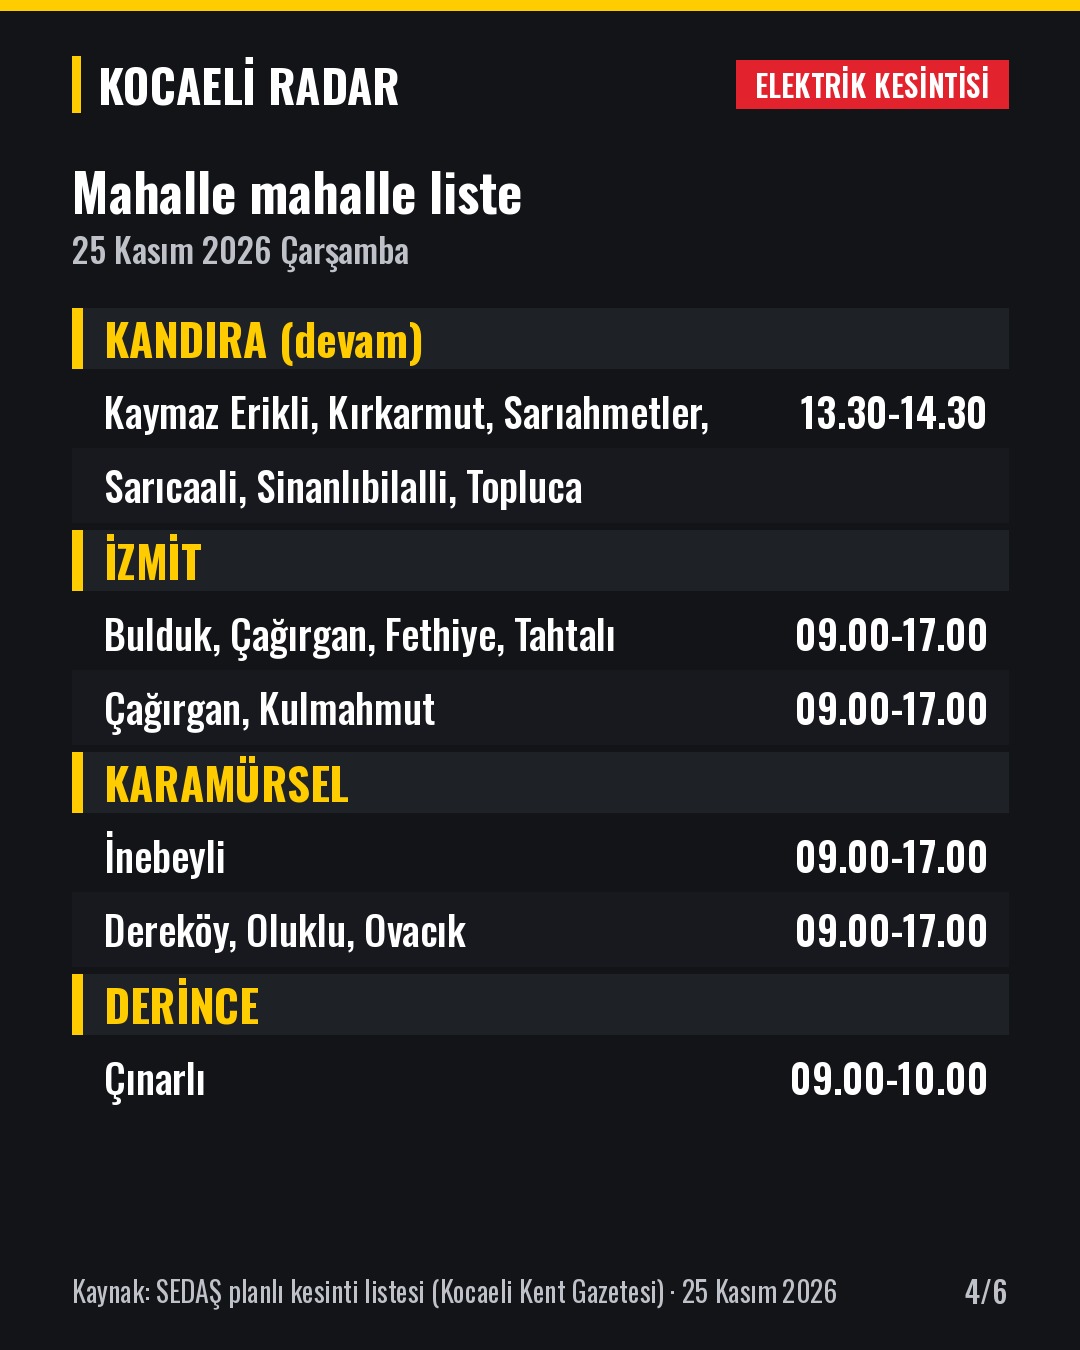 KOCAELİ RADAR
ELEKTRİK KESİNTİSİ
Mahalle mahalle liste
25 Kasım 2026 Çarşamba
KANDIRA (devam)
Kaymaz Erikli, Kırkarmut, Sarıahmetler, 13.30-14.30
Sarıcaali, Sinanlıbilalli, Topluca
İZMİT
Bulduk, Çağırgan, Fethiye, Tahtalı 09.00-17.00
Çağırgan, Kulmahmut 09.00-17.00
KARAMÜRSEL
İnebeyli 09.00-17.00
Dereköy, Oluklu, Ovacık 09.00-17.00
DERİNCE
Çınarlı 09.00-10.00
Kaynak: SEDAŞ planlı kesinti listesi (Kocaeli Kent Gazetesi) · 25 Kasım 2026 4/6